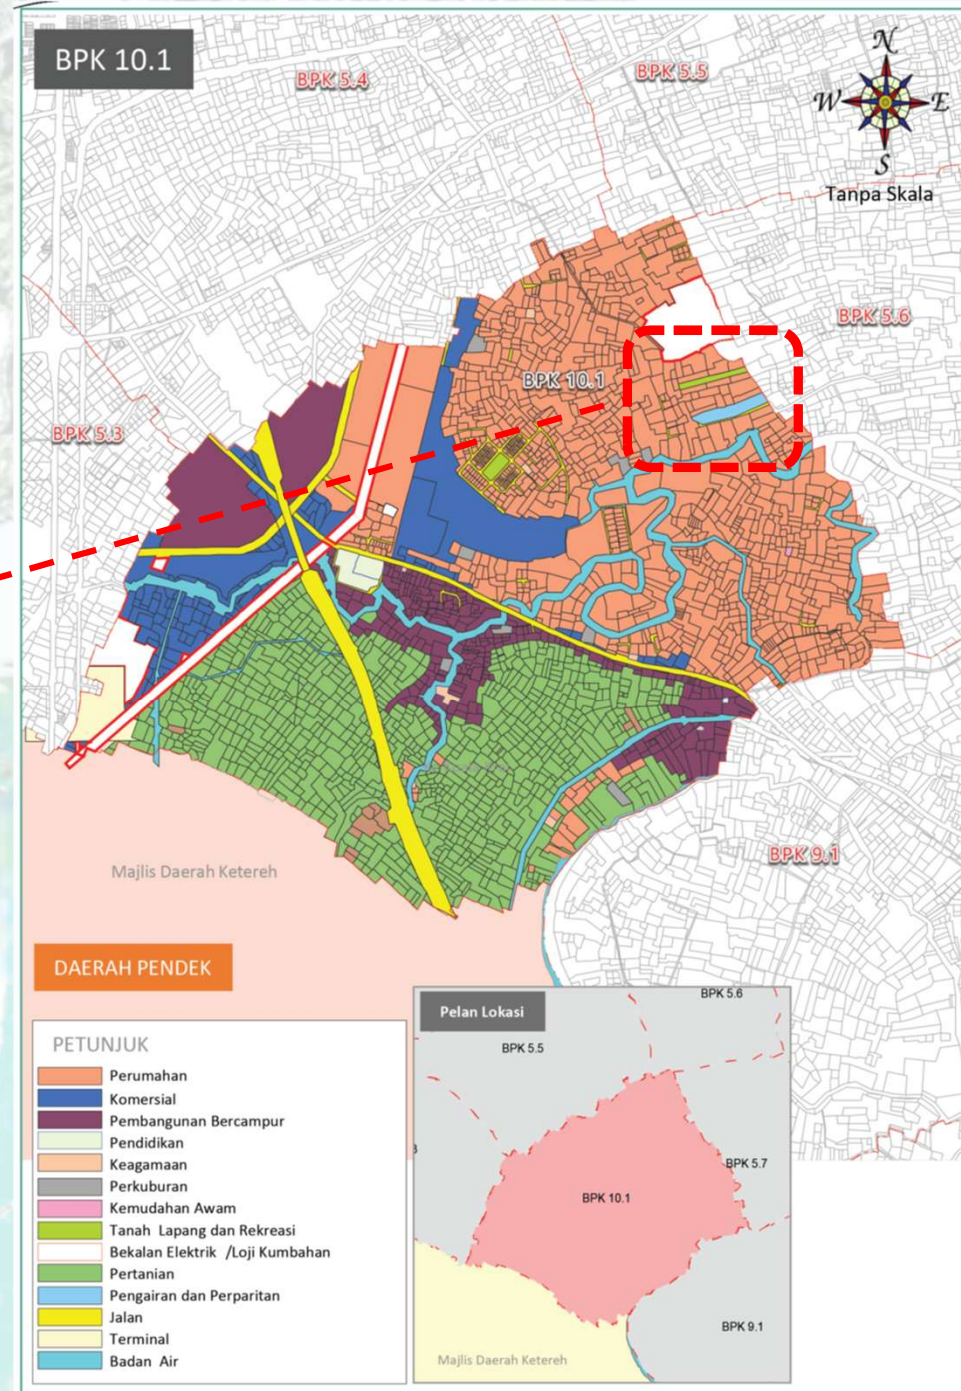 BPK 10.1
BPK 5.4
BPK 5.5
N
W
E
S
Tanpa Skala
BPK 5.6
BPK 10.1
BPK 5.3
BPK 9.1
Majlis Daerah Ketereh
DAERAH PENDEK
PETUNJUK
Perumahan
Komersial
Pembangunan Bercampur
Pendidikan
Keagamaan
Perkuburan
Kemudahan Awam
Tanah Lapang dan Rekreasi
Bekalan Elektrik /Loji Kumbahan
Pertanian
Pengairan dan Perparitan
Jalan
Terminal
Badan Air
Pelan Lokasi
BPK 5.6
BPK 5.5
BPK 5.7
BPK 10.1
BPK 9.1
Majlis Daerah Ketereh